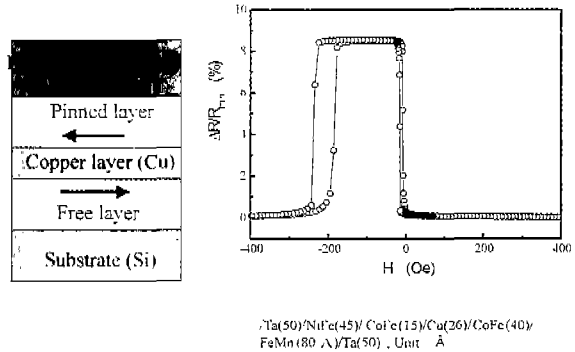 Pinned layer
Copper layer (Cu)
Free layer
Substrate (Si)
10
8
6
4
2
0
-400
-200
0
200
400
H (Oe)
(%)
/Ta(50)/NiFe(45)/ CoFe(15)/Cu(26)/CoFe(40)/
FeMn(80 Å)/Ta(50) , Unit Å